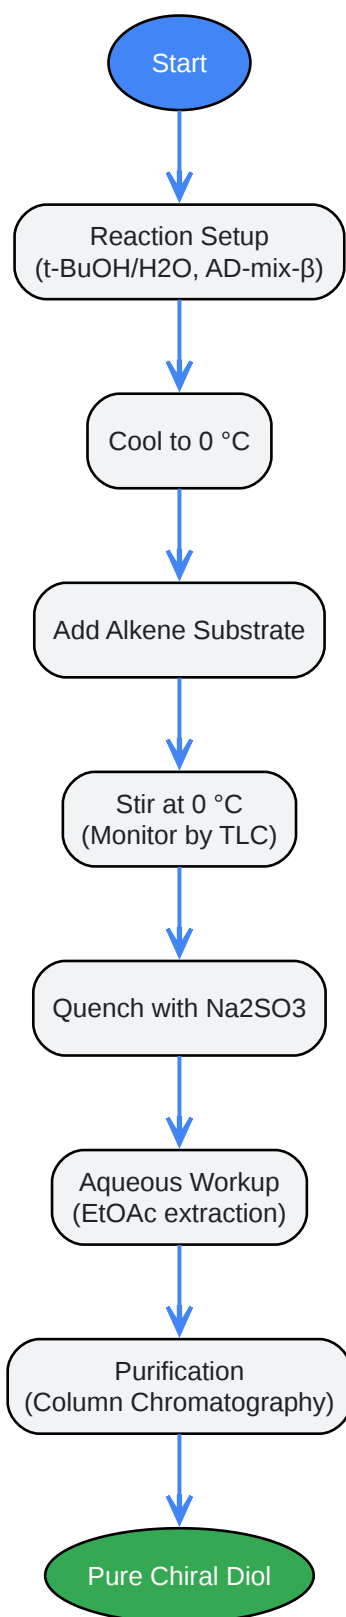 Start
Reaction Setup
(t-BuOH/H2O, AD-mix-β)
Cool to 0 °C
Add Alkene Substrate
Stir at 0 °C
(Monitor by TLC)
Quench with Na2SO3
Aqueous Workup
(EtOAc extraction)
Purification
(Column Chromatography)
Pure Chiral Diol